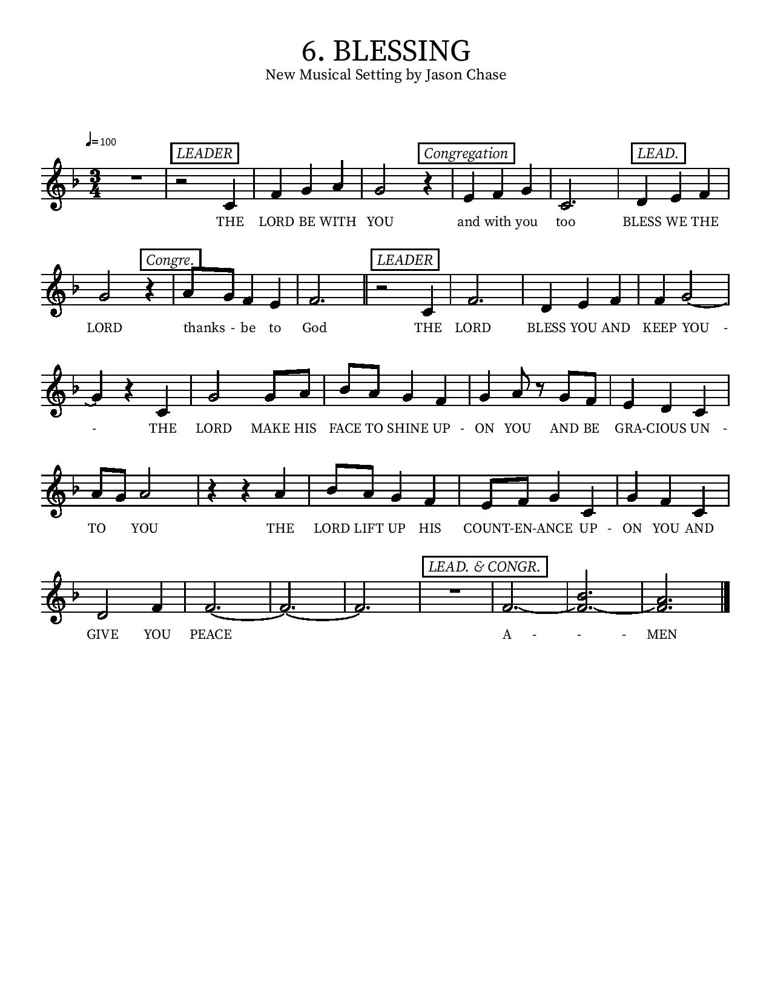 6. BLESSING
New Musical Setting by Jason Chase
♩=100
LEADER Congregation LEAD.
3
4
THE LORD BE WITH YOU and with you too BLESS WE THE
Congre. LEADER
LORD thanks - be to God THE LORD BLESS YOU AND KEEP YOU -
- THE LORD MAKE HIS FACE TO SHINE UP - ON YOU AND BE GRA-CIOUS UN -
TO YOU THE LORD LIFT UP HIS COUNT-EN-ANCE UP - ON YOU AND
LEAD. & CONGR.
GIVE YOU PEACE A - - - MEN